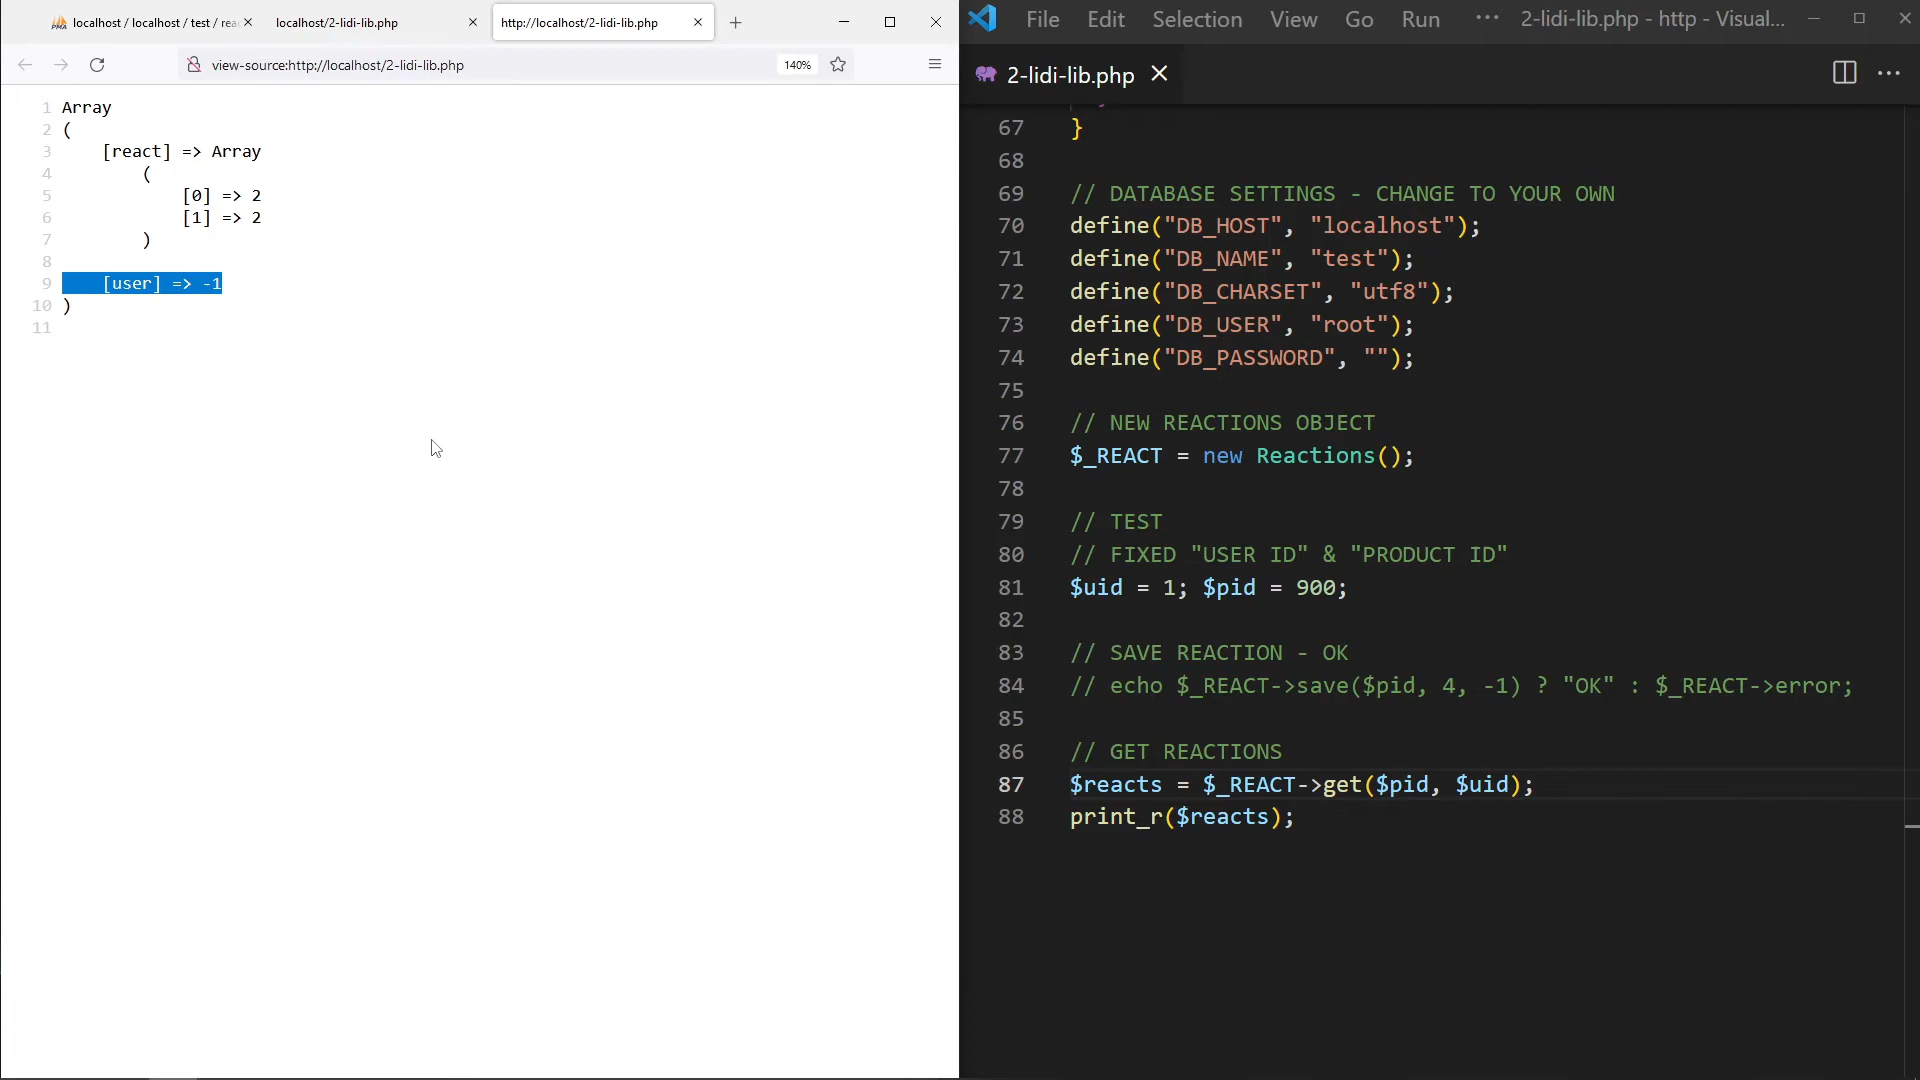 localhost / localhost / test / rea
localhost/2-lidi-lib.php
http://localhost/2-lidi-lib.php
view-source:http://localhost/2-lidi-lib.php
140%
1 Array
2 (
3     [react] => Array
4         (
5             [0] => 2
6             [1] => 2
7         )
8
9     [user] => -1
10 )
11
File Edit Selection View Go Run ··· 2-lidi-lib.php - http - Visual...
2-lidi-lib.php
67 }
68
69 // DATABASE SETTINGS - CHANGE TO YOUR OWN
70 define("DB_HOST", "localhost");
71 define("DB_NAME", "test");
72 define("DB_CHARSET", "utf8");
73 define("DB_USER", "root");
74 define("DB_PASSWORD", "");
75
76 // NEW REACTIONS OBJECT
77 $_REACT = new Reactions();
78
79 // TEST
80 // FIXED "USER ID" & "PRODUCT ID"
81 $uid = 1; $pid = 900;
82
83 // SAVE REACTION - OK
84 // echo $_REACT->save($pid, 4, -1) ? "OK" : $_REACT->error;
85
86 // GET REACTIONS
87 $reacts = $_REACT->get($pid, $uid);
88 print_r($reacts);